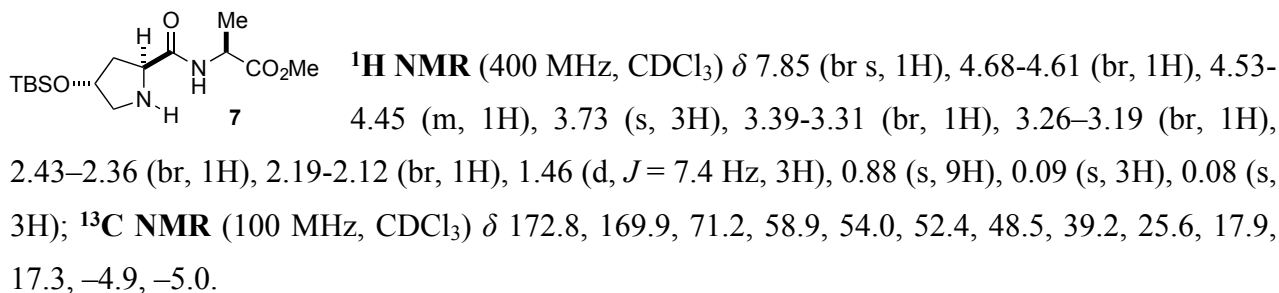 H
O
Me
TBSO
N
H
N
H
CO₂Me
7
¹H NMR (400 MHz, CDCl₃) δ 7.85 (br s, 1H), 4.68-4.61 (br, 1H), 4.53-
4.45 (m, 1H), 3.73 (s, 3H), 3.39-3.31 (br, 1H), 3.26–3.19 (br, 1H),
2.43–2.36 (br, 1H), 2.19-2.12 (br, 1H), 1.46 (d, J = 7.4 Hz, 3H), 0.88 (s, 9H), 0.09 (s, 3H), 0.08 (s,
3H); ¹³C NMR (100 MHz, CDCl₃) δ 172.8, 169.9, 71.2, 58.9, 54.0, 52.4, 48.5, 39.2, 25.6, 17.9,
17.3, –4.9, –5.0.